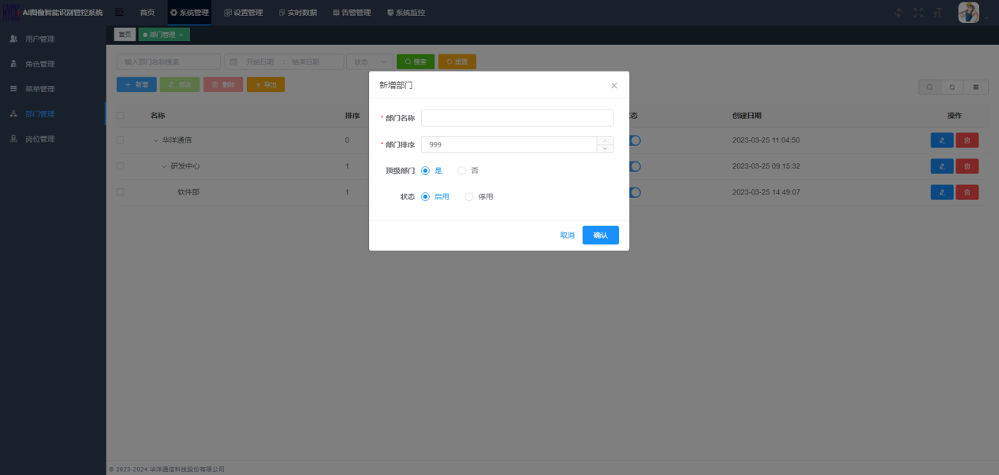 AI图像智能识别管控系统 首页 系统管理 设置管理 实时数据 告警管理 系统监控
用户管理
角色管理
菜单管理
部门管理
岗位管理
首页 部门管理 ×
输入部门名称搜索 开始日期 : 结束日期 状态 搜索 重置
新增 修改 删除 导出
名称 排序 态 创建日期 操作
华洋通信 0 2023-03-25 11:04:50
研发中心 1 2023-03-25 09:15:32
软件部 1 2023-03-25 14:49:07
新增部门
* 部门名称
* 部门排序 999
顶级部门 是 否
状态 启用 停用
取消 确认
© 2023-2024 华洋通信科技股份有限公司